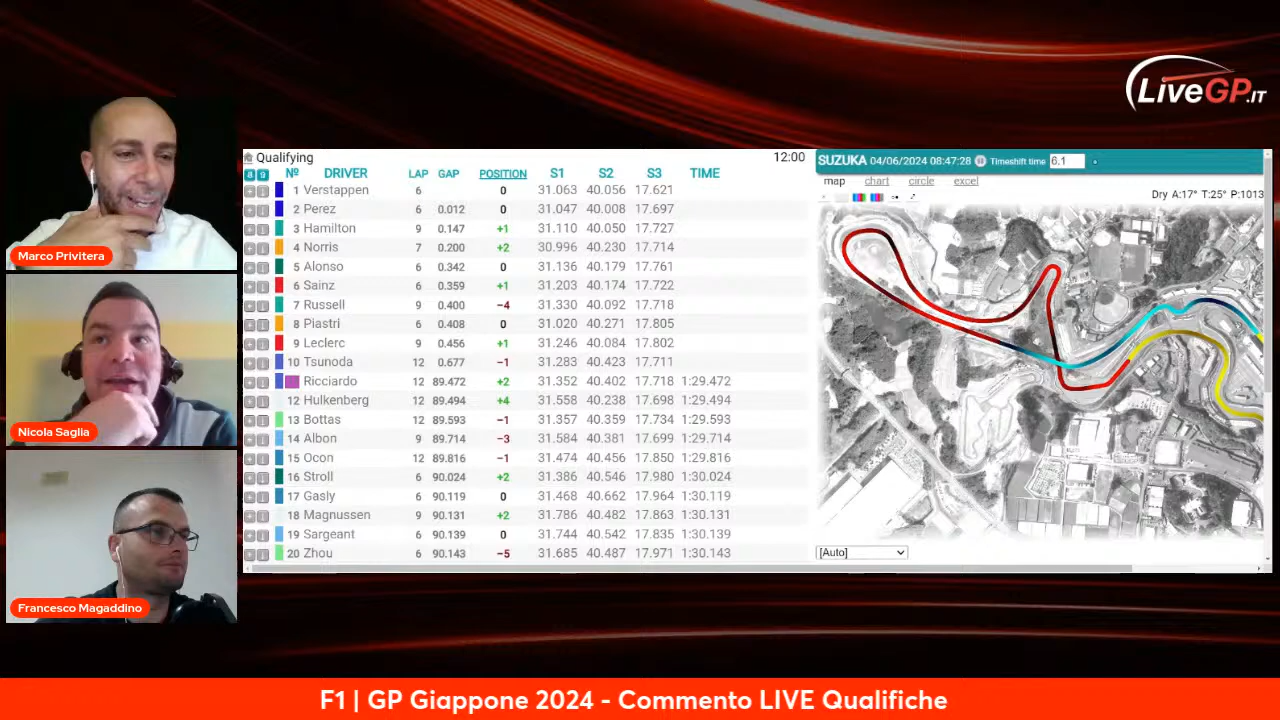 LiveGP.IT
Marco Privitera
Nicola Saglia
Francesco Magaddino
Qualifying 12:00
Nº DRIVER LAP GAP POSITION S1 S2 S3 TIME
1 Verstappen 6 0 31.063 40.056 17.621
2 Perez 6 0.012 0 31.047 40.008 17.697
3 Hamilton 9 0.147 +1 31.110 40.050 17.727
4 Norris 7 0.200 +2 30.996 40.230 17.714
5 Alonso 6 0.342 0 31.136 40.179 17.761
6 Sainz 6 0.359 +1 31.203 40.174 17.722
7 Russell 9 0.400 −4 31.330 40.092 17.718
8 Piastri 6 0.408 0 31.020 40.271 17.805
9 Leclerc 9 0.456 +1 31.246 40.084 17.802
10 Tsunoda 12 0.677 −1 31.283 40.423 17.711
Ricciardo 12 89.472 +2 31.352 40.402 17.718 1:29.472
12 Hulkenberg 12 89.494 +4 31.558 40.238 17.698 1:29.494
13 Bottas 12 89.593 −1 31.357 40.359 17.734 1:29.593
14 Albon 9 89.714 −3 31.584 40.381 17.699 1:29.714
15 Ocon 12 89.816 −1 31.474 40.456 17.850 1:29.816
16 Stroll 6 90.024 +2 31.386 40.546 17.980 1:30.024
17 Gasly 6 90.119 0 31.468 40.662 17.964 1:30.119
18 Magnussen 6 90.131 +2 31.786 40.482 17.863 1:30.131
19 Sargeant 6 90.139 0 31.744 40.542 17.835 1:30.139
20 Zhou 6 90.143 −5 31.685 40.487 17.971 1:30.143
SUZUKA 04/06/2024 08:47:28 Timeshift time 6.1
map chart circle excel
Dry A:17° T:25° P:1013
[Auto]
F1 | GP Giappone 2024 - Commento LIVE Qualifiche